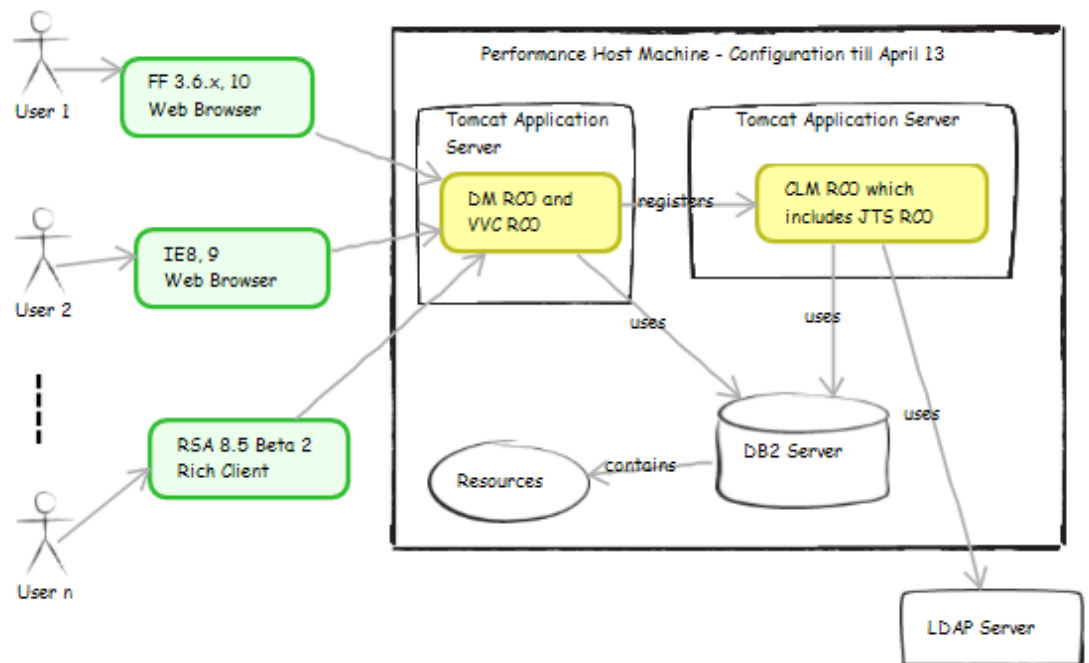 Performance Host Machine - Configuration till April 13
User 1
FF 3.6.x, 10
Web Browser
Tomcat Application
Server
Tomcat Application Server
DM RC0 and
VVC RC0
registers
CLM RC0 which
includes JTS RC0
User 2
IE8, 9
Web Browser
uses
uses
uses
RSA 8.5 Beta 2
Rich Client
Resources
contains
DB2 Server
User n
LDAP Server